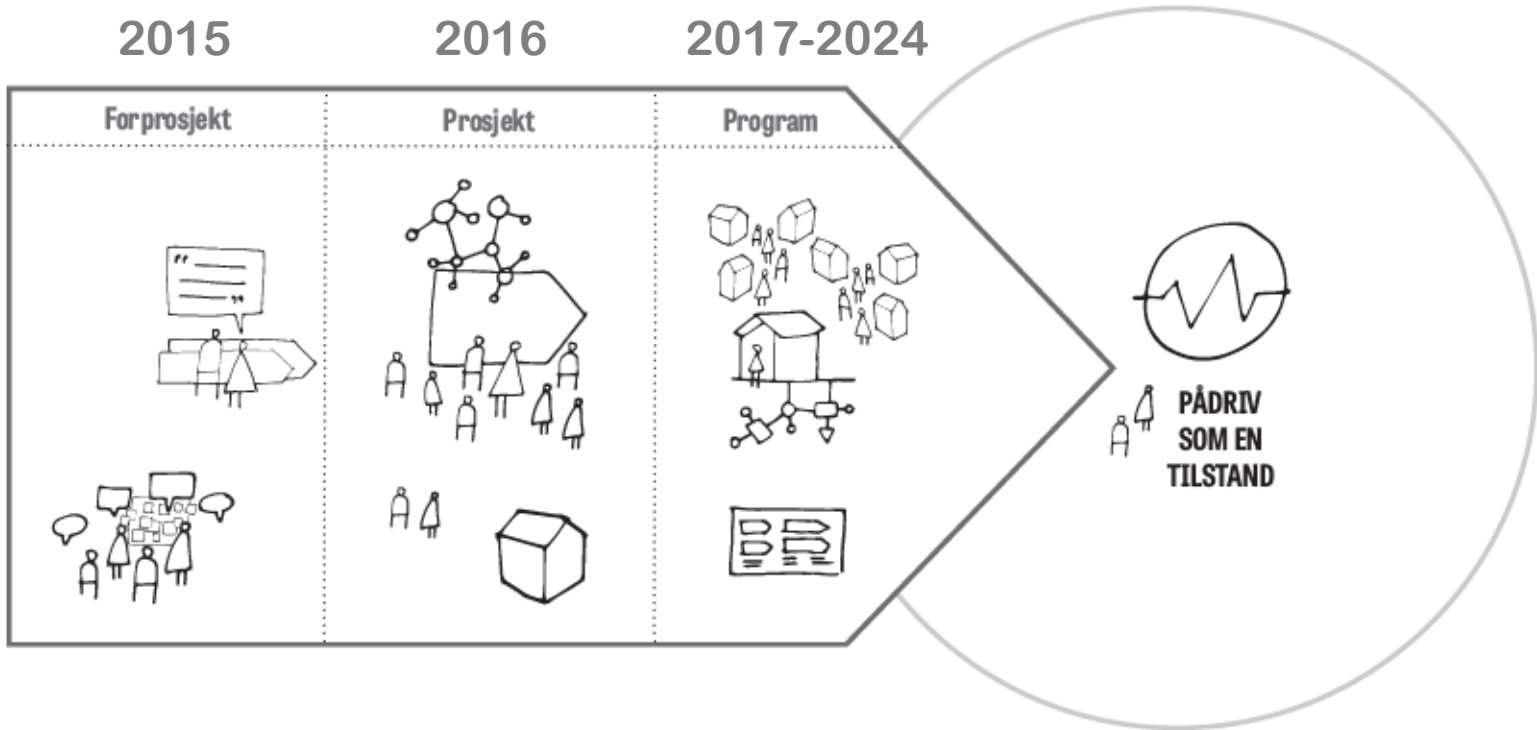 2015
2016
2017-2024
Forprosjekt
Prosjekt
Program
PÅDRIV
SOM EN
TILSTAND